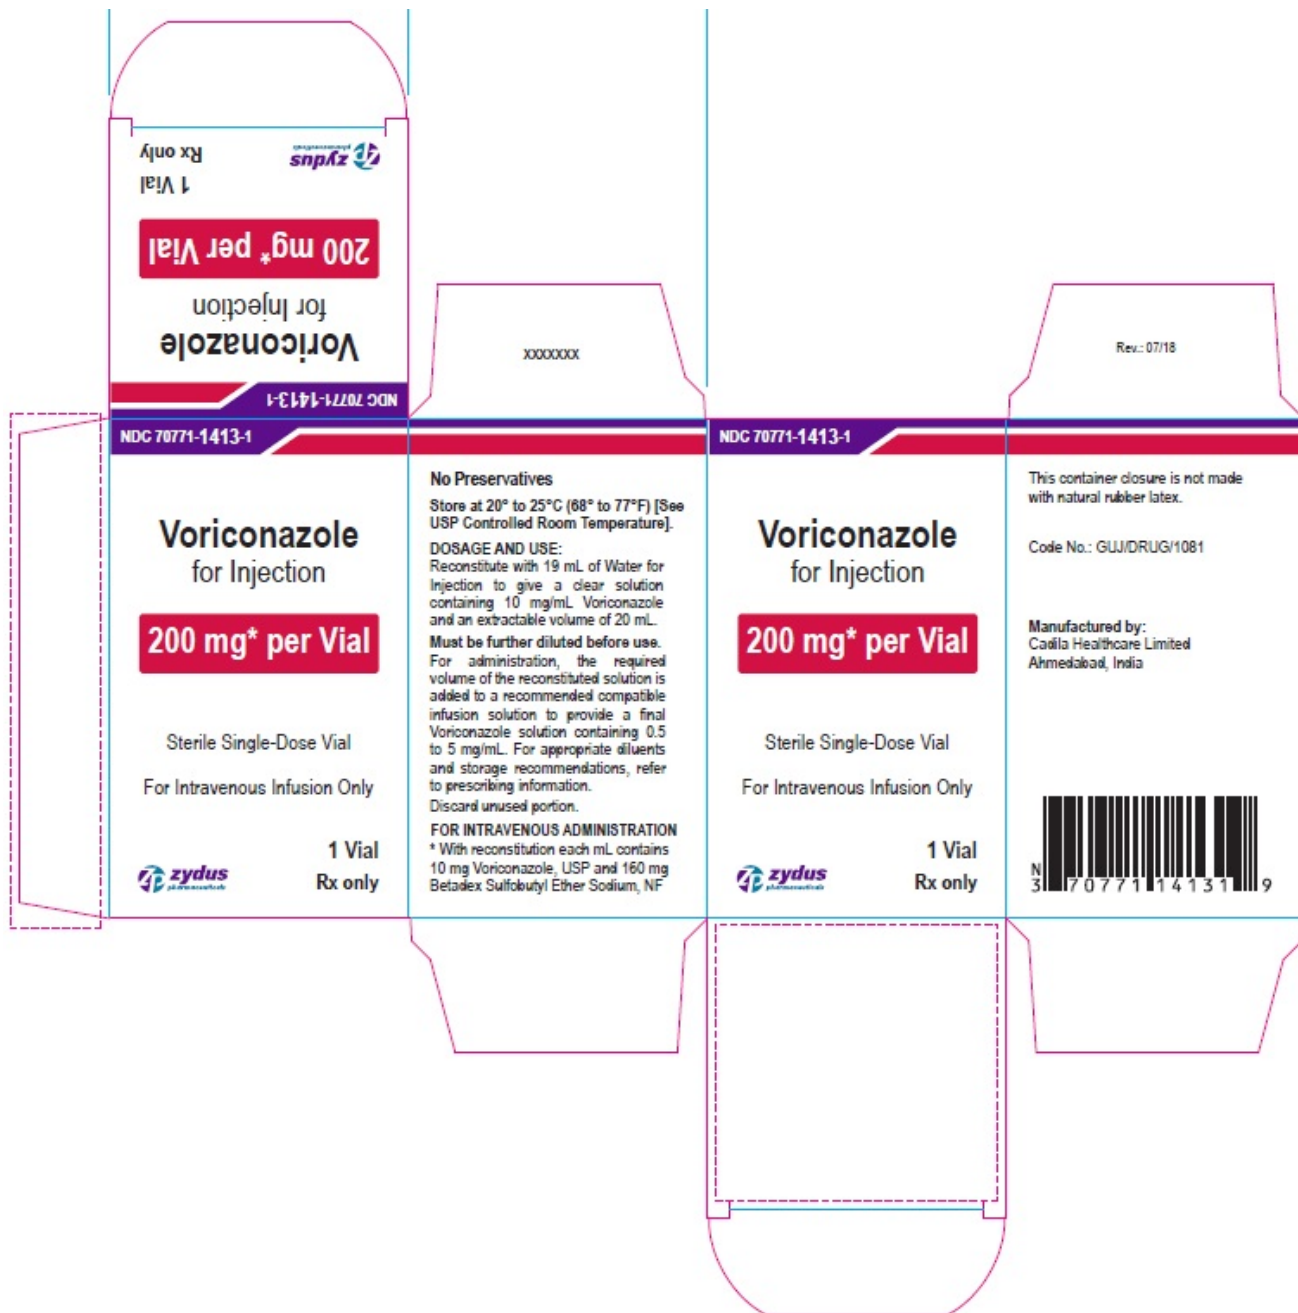 NDC 70771-1413-1
Voriconazole
for Injection
200 mg* per Vial
1 Vial
Rx only
zydus
pharmaceuticals
XXXXXXX
Rev.: 07/18
NDC 70771-1413-1
Voriconazole
for Injection
200 mg* per Vial
Sterile Single-Dose Vial
For Intravenous Infusion Only
1 Vial
Rx only
zydus
pharmaceuticals
No Preservatives
Store at 20° to 25°C (68° to 77°F) [See
USP Controlled Room Temperature].
DOSAGE AND USE:
Reconstitute with 19 mL of Water for
Injection to give a clear solution
containing 10 mg/mL Voriconazole
and an extractable volume of 20 mL.
Must be further diluted before use.
For administration, the required
volume of the reconstituted solution is
added to a recommended compatible
infusion solution to provide a final
Voriconazole solution containing 0.5
to 5 mg/mL. For appropriate diluents
and storage recommendations, refer
to prescribing information.
Discard unused portion.
FOR INTRAVENOUS ADMINISTRATION
* With reconstitution each mL contains
10 mg Voriconazole, USP and 160 mg
Betadex Sulfobutyl Ether Sodium, NF
NDC 70771-1413-1
Voriconazole
for Injection
200 mg* per Vial
Sterile Single-Dose Vial
For Intravenous Infusion Only
1 Vial
Rx only
zydus
pharmaceuticals
This container closure is not made
with natural rubber latex.
Code No.: GUJ/DRUG/1081
Manufactured by:
Cadila Healthcare Limited
Ahmedabad, India
N
3 70771 14131 9